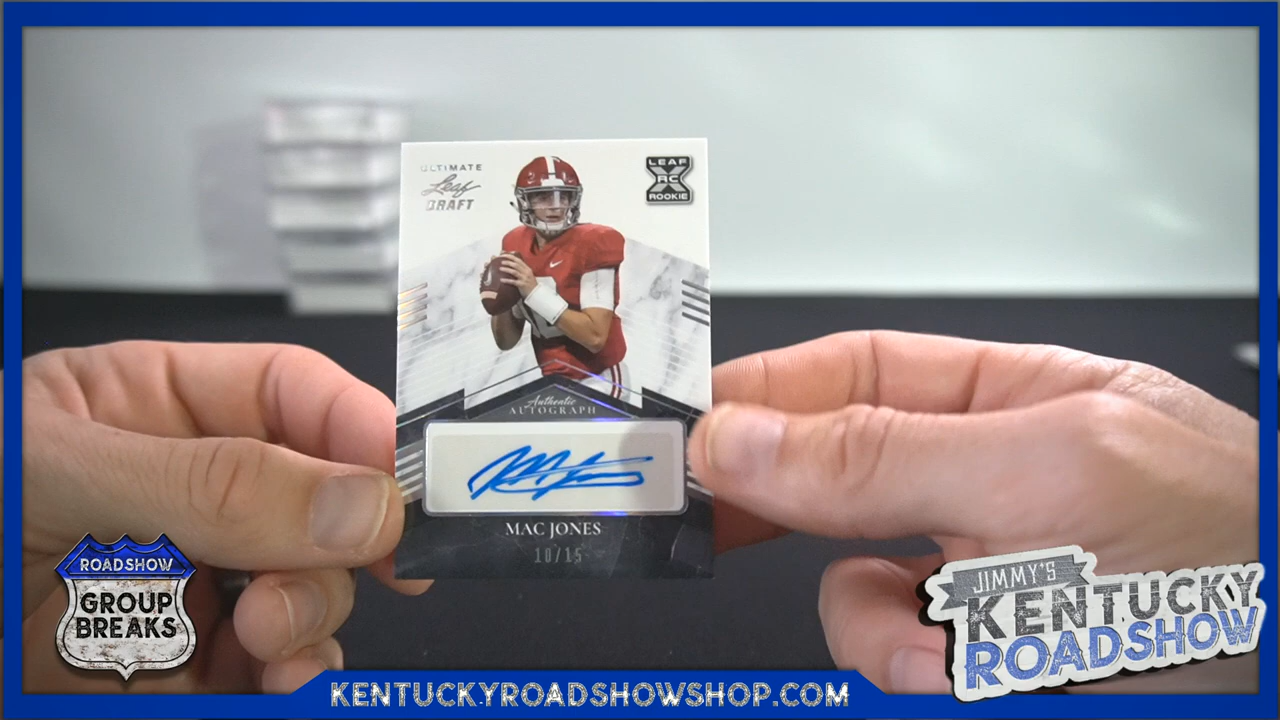 ULTIMATE
Leaf
DRAFT
LEAF
RC
ROOKIE
Authentic
AUTOGRAPH
MAC JONES
10/15
ROADSHOW
GROUP
BREAKS
JIMMY'S
KENTUCKY
ROADSHOW
KENTUCKYROADSHOWSHOP.COM